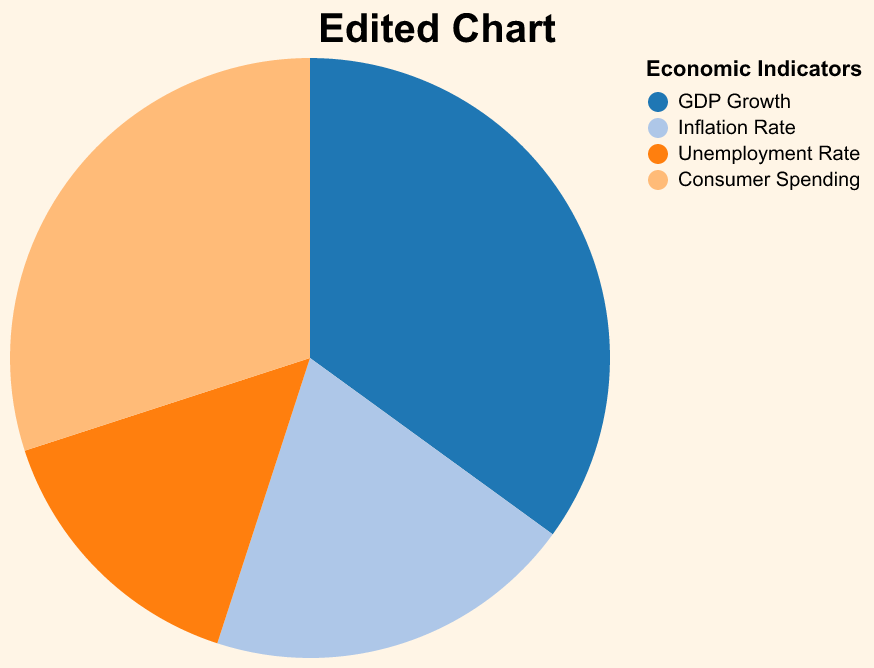 Edited Chart
Economic Indicators
GDP Growth
Inflation Rate
Unemployment Rate
Consumer Spending